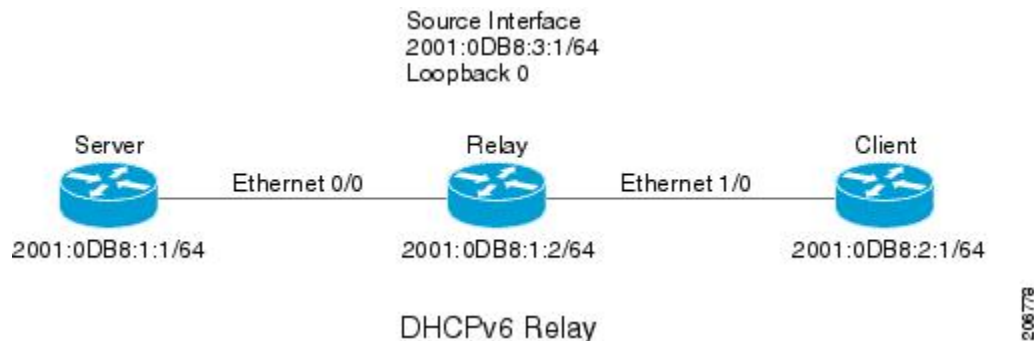 Source Interface
2001:0DB8:3:1/64
Loopback 0
Server
Relay
Client
Ethernet 0/0
Ethernet 1/0
2001:0DB8:1:1/64
2001:0DB8:1:2/64
2001:0DB8:2:1/64
DHCPv6 Relay
206778